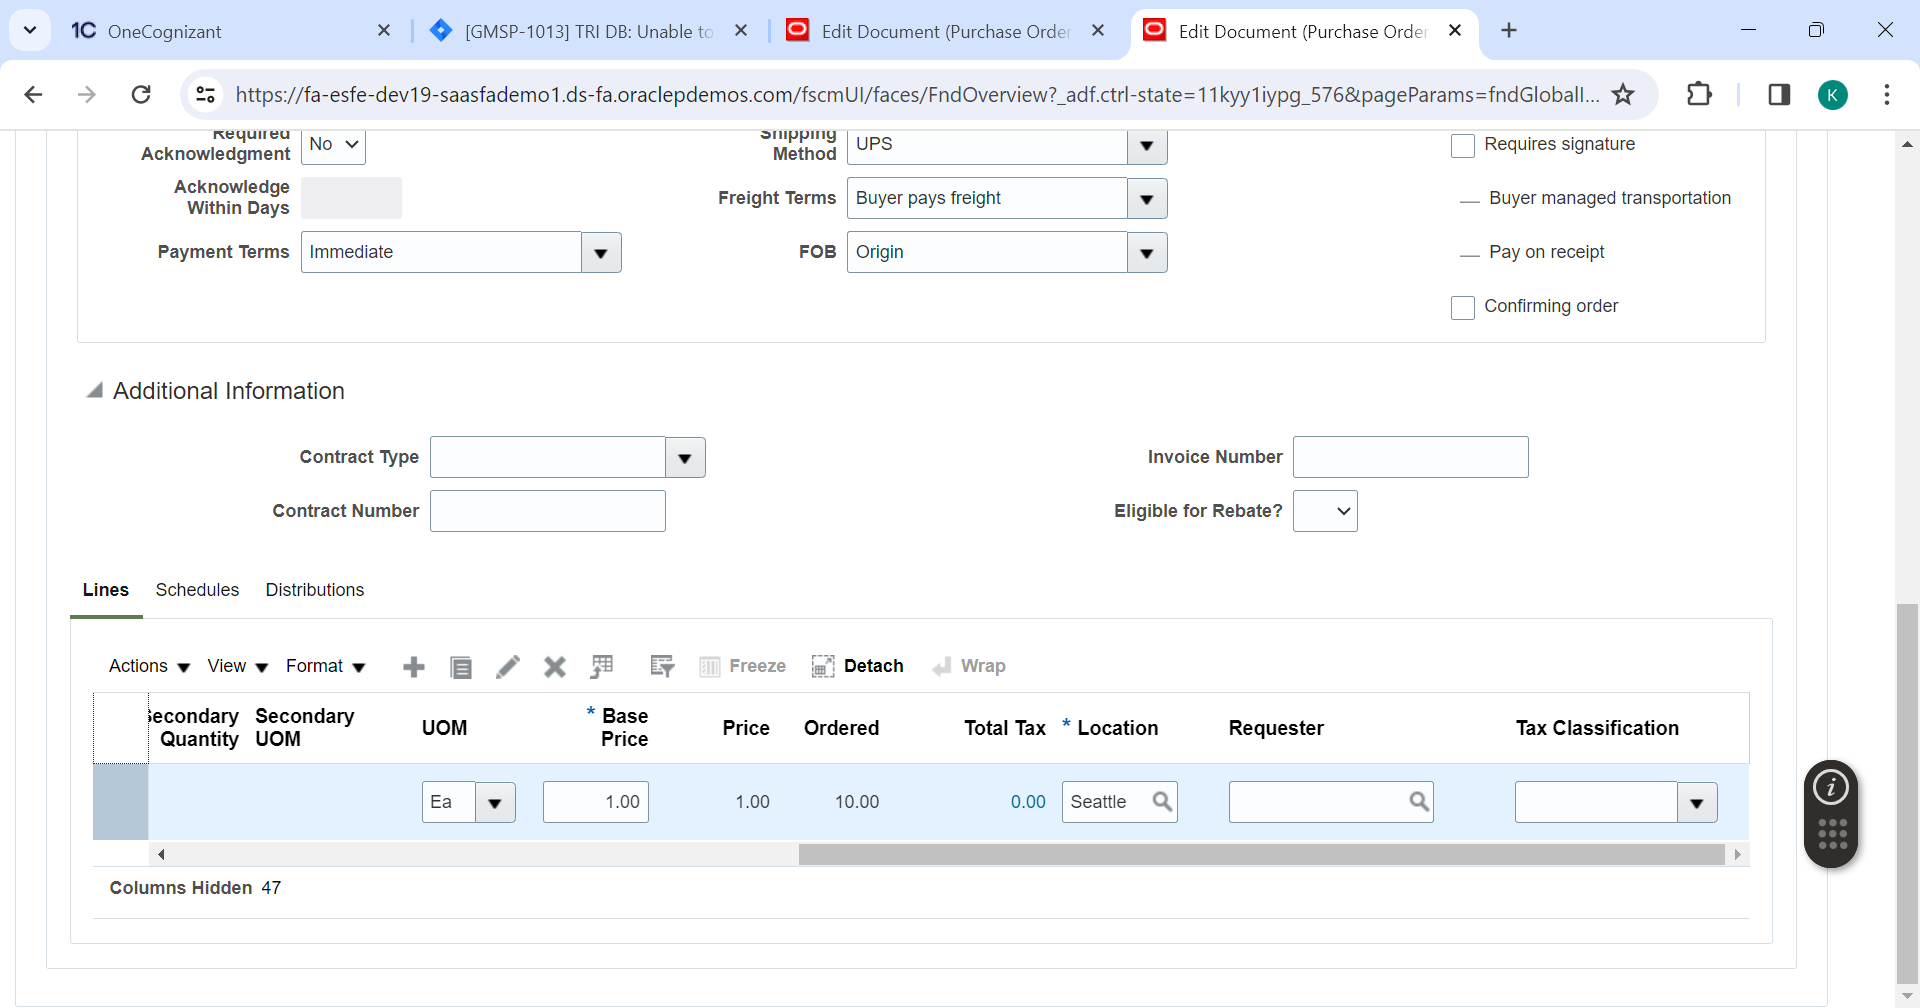 1C OneCognizant
[GMSP-1013] TRI DB: Unable to
Edit Document (Purchase Order
Edit Document (Purchase Order
https://fa-esfe-dev19-saasfademo1.ds-fa.oraclepdemos.com/fscmUI/faces/FndOverview?_adf.ctrl-state=11kyy1iypg_576&pageParams=fndGlobalI...
K
Required
Acknowledgment
No
Shipping
Method
UPS
Requires signature
Acknowledge
Within Days
Freight Terms
Buyer pays freight
Buyer managed transportation
Payment Terms
Immediate
FOB
Origin
Pay on receipt
Confirming order
Additional Information
Contract Type
Invoice Number
Contract Number
Eligible for Rebate?
Lines Schedules Distributions
Actions View Format Freeze Detach Wrap
Secondary
Quantity
Secondary
UOM
UOM
* Base
Price
Price
Ordered
Total Tax
* Location
Requester
Tax Classification
Ea 1.00 1.00 10.00 0.00 Seattle
Columns Hidden 47